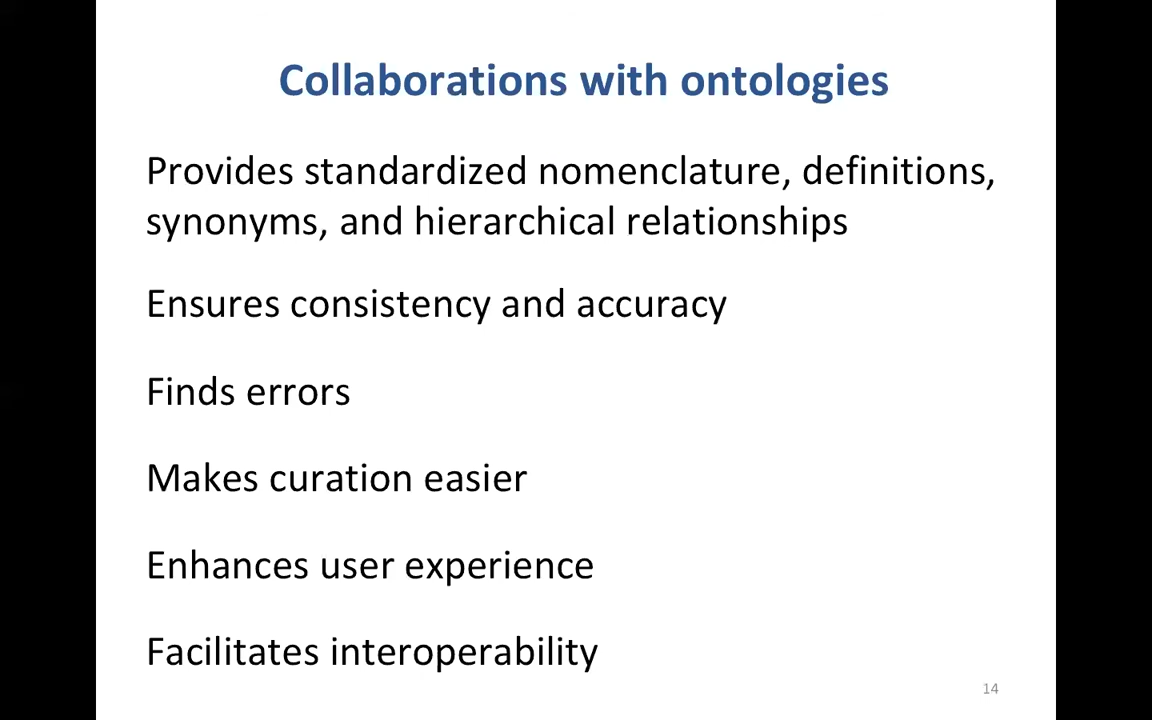 Collaborations with ontologies
Provides standardized nomenclature, definitions,
synonyms, and hierarchical relationships
Ensures consistency and accuracy
Finds errors
Makes curation easier
Enhances user experience
Facilitates interoperability
14